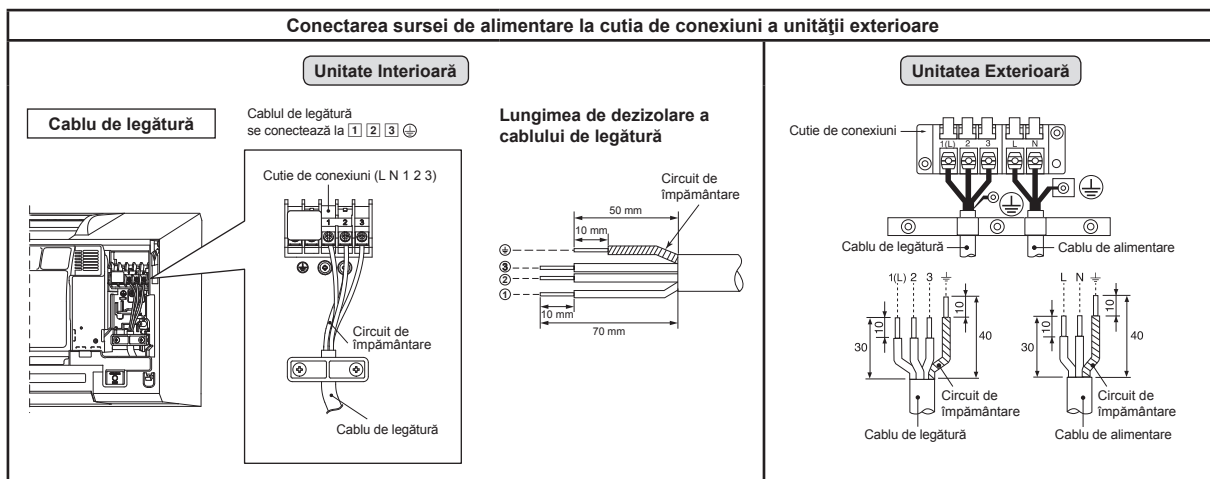 Conectarea sursei de alimentare la cutia de conexiuni a unităţii exterioare
Unitate Interioară
Cablu de legătură
Cablul de legătură
se conectează la 1 2 3
Cutie de conexiuni (L N 1 2 3)
1 2 3
Circuit de
împământare
Cablu de legătură
Lungimea de dezizolare a
cablului de legătură
Circuit de
împământare
50 mm
10 mm
3
2
1
10 mm
70 mm
Unitatea Exterioară
Cutie de conexiuni
1(L) 2 3 L N
Cablu de legătură
Cablu de alimentare
1(L) 2 3
10
10
30
40
Circuit de
împământare
Cablu de legătură
L N
10
10
30
40
Circuit de
împământare
Cablu de alimentare